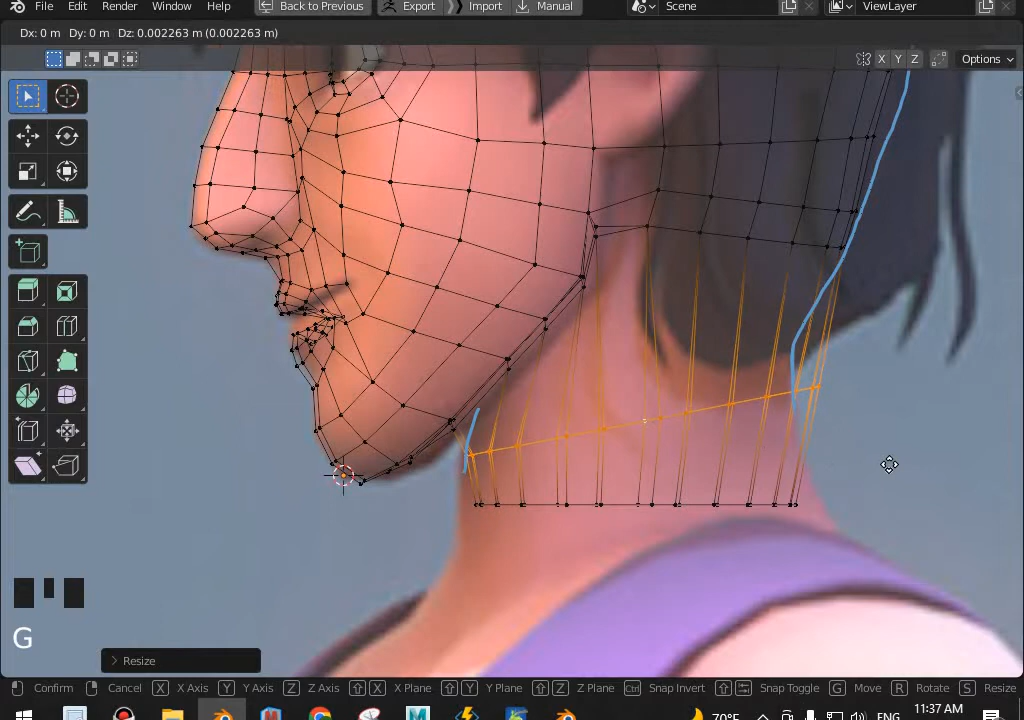 File Edit Render Window Help Back to Previous Export Import Manual Scene ViewLayer
Dx: 0 m Dy: 0 m Dz: 0.002263 m (0.002263 m)
X Y Z Options
G
Resize
Confirm Cancel X X Axis Y Y Axis Z Z Axis X X Plane Y Y Plane Z Z Plane Ctrl Snap Invert Snap Toggle G Move R Rotate S Resize
70°F ENG 11:37 AM